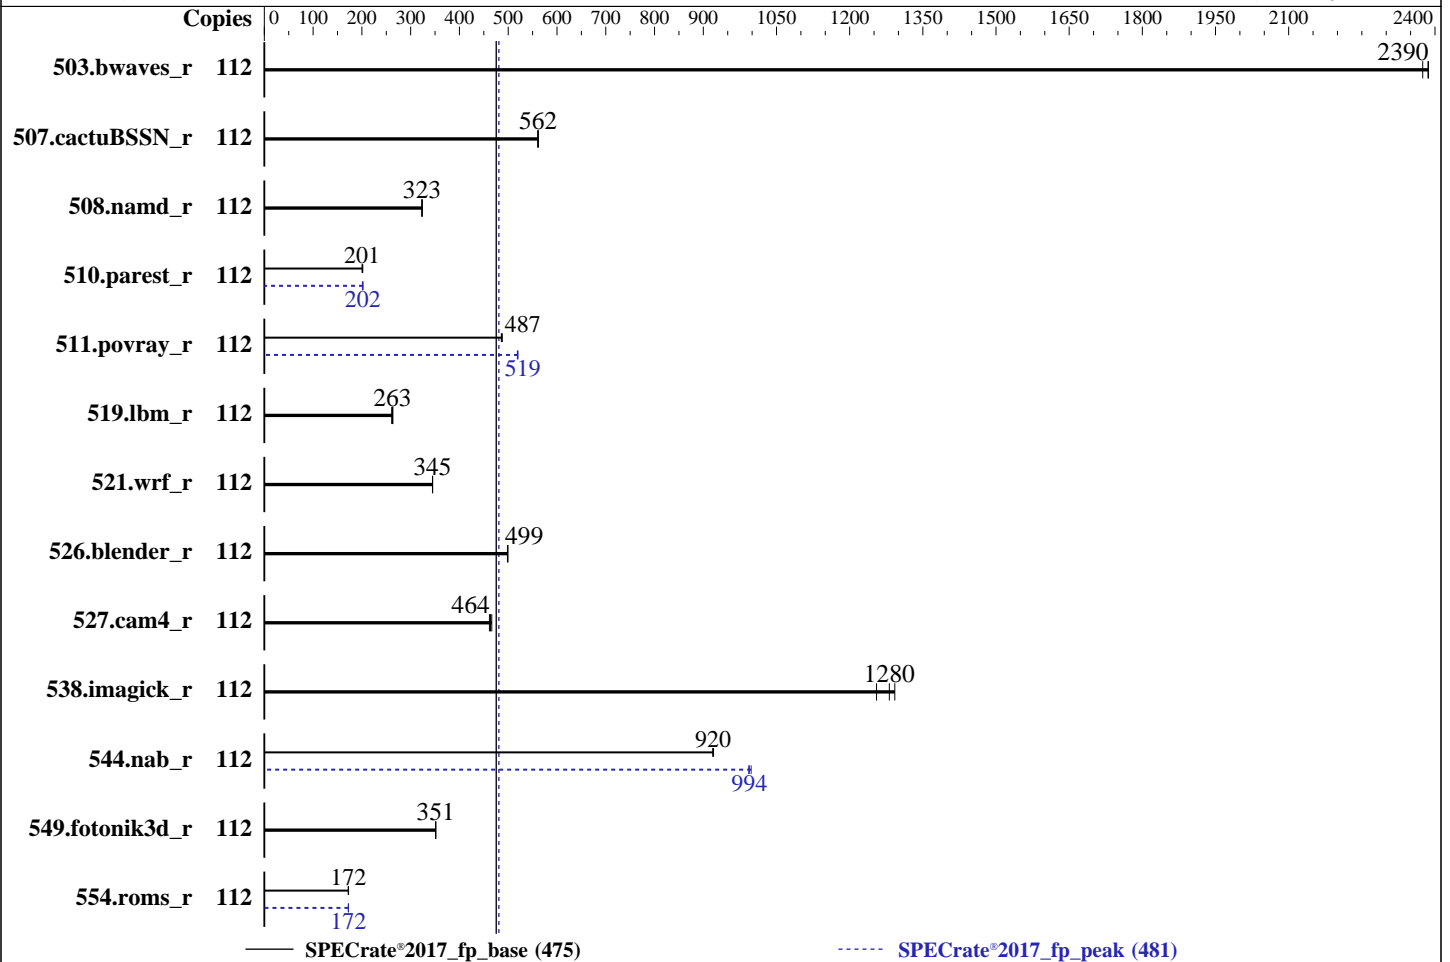 Copies 0 100 200 300 400 500 600 700 800 900 1050 1200 1350 1500 1650 1800 1950 2100 2400
503.bwaves_r 112 2390
507.cactuBSSN_r 112 562
508.namd_r 112 323
510.parest_r 112 201
202
511.povray_r 112 487
519
519.lbm_r 112 263
521.wrf_r 112 345
526.blender_r 112 499
527.cam4_r 112 464
538.imagick_r 112 1280
544.nab_r 112 920
994
549.fotonik3d_r 112 351
554.roms_r 112 172
172
SPECrate®2017_fp_base (475) SPECrate®2017_fp_peak (481)